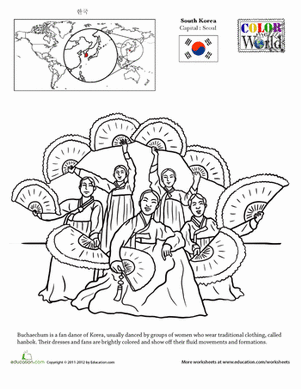 한국
South Korea
Capital : Seoul
COLOR
the
World
Buchaechum is a fan dance of Korea, usually danced by groups of women who wear traditional clothing, called
hanbok. Their dresses and fans are brightly colored and show off their fluid movements and formations.
education.com
Copyright © 2011-2012 by Education.com
More worksheets at www.education.com/worksheets